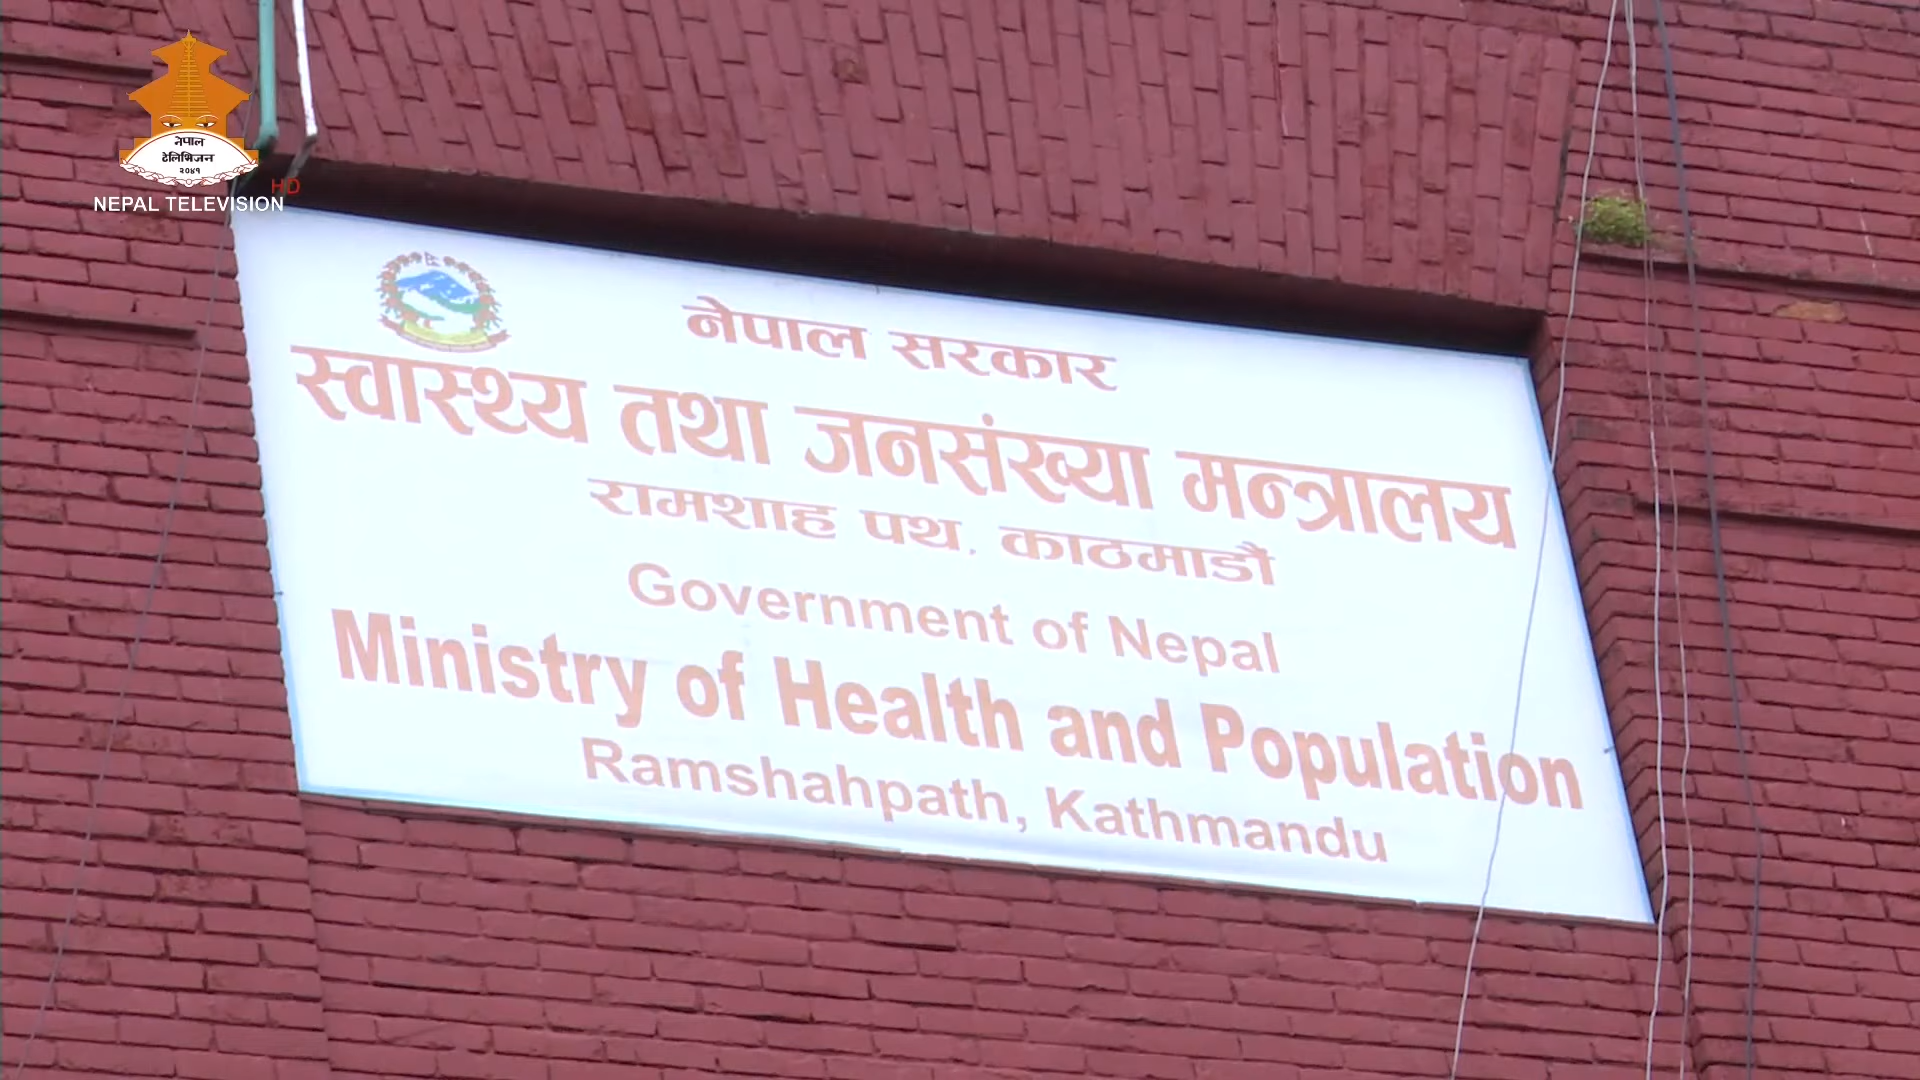 नेपाल
टेलिभिजन
२०४१
NEPAL TELEVISION HD
नेपाल सरकार
स्वास्थ्य तथा जनसंख्या मन्त्रालय
रामशाह पथ, काठमाडौं
Government of Nepal
Ministry of Health and Population
Ramshahpath, Kathmandu